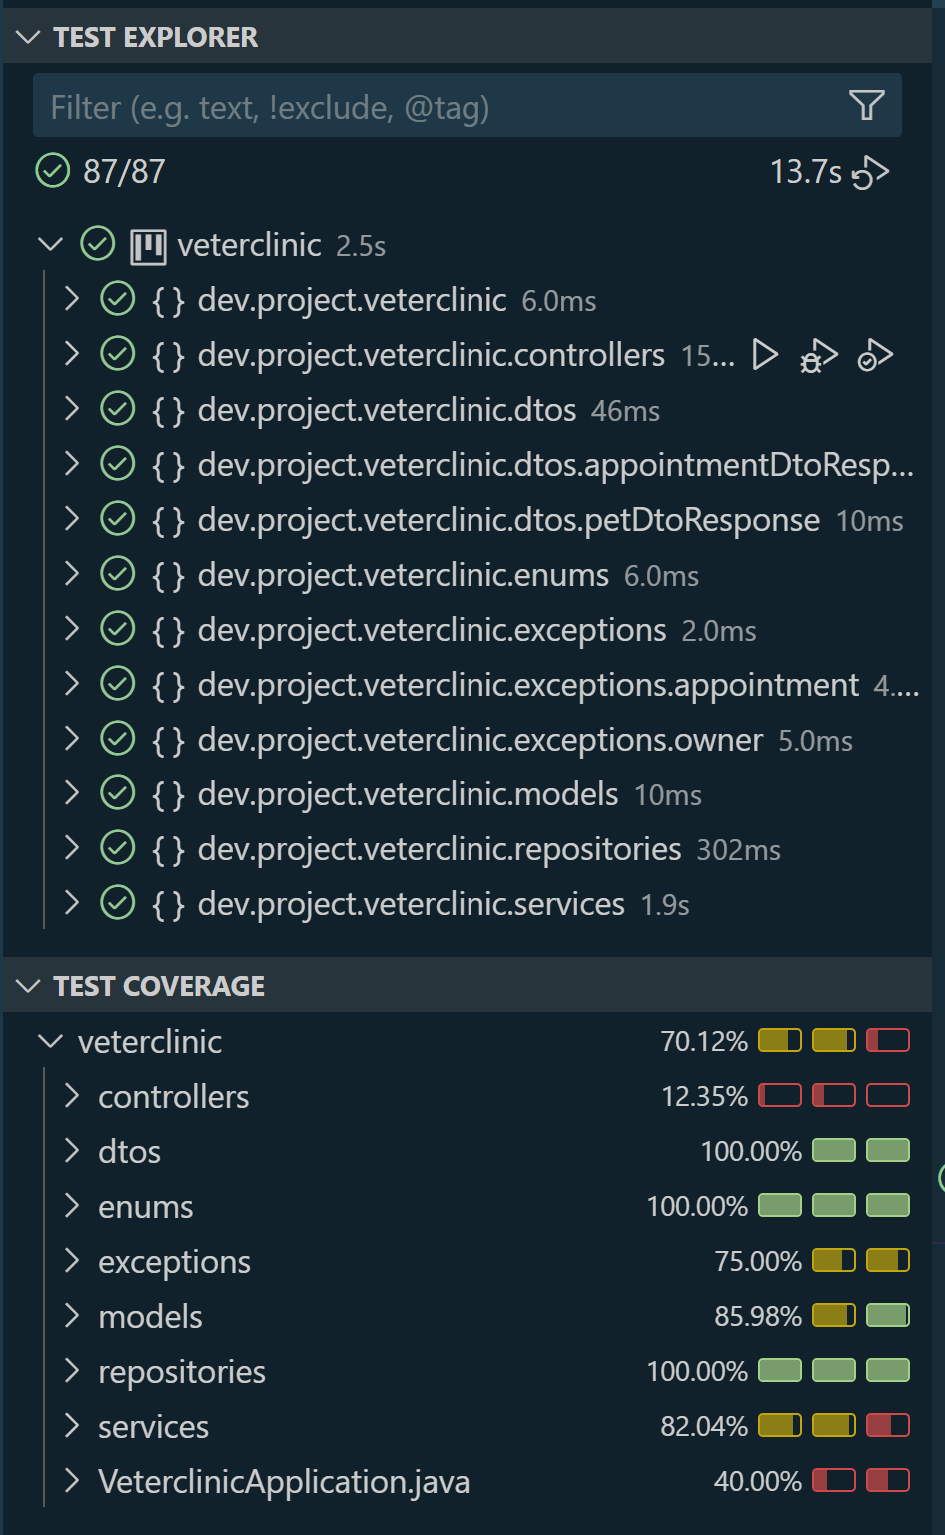 TEST EXPLORER
Filter (e.g. text, !exclude, @tag)
87/87 13.7s
veterclinic 2.5s
{ } dev.project.veterclinic 6.0ms
{ } dev.project.veterclinic.controllers 15...
{ } dev.project.veterclinic.dtos 46ms
{ } dev.project.veterclinic.dtos.appointmentDtoResp...
{ } dev.project.veterclinic.dtos.petDtoResponse 10ms
{ } dev.project.veterclinic.enums 6.0ms
{ } dev.project.veterclinic.exceptions 2.0ms
{ } dev.project.veterclinic.exceptions.appointment 4....
{ } dev.project.veterclinic.exceptions.owner 5.0ms
{ } dev.project.veterclinic.models 10ms
{ } dev.project.veterclinic.repositories 302ms
{ } dev.project.veterclinic.services 1.9s
TEST COVERAGE
veterclinic 70.12%
controllers 12.35%
dtos 100.00%
enums 100.00%
exceptions 75.00%
models 85.98%
repositories 100.00%
services 82.04%
VeterclinicApplication.java 40.00%